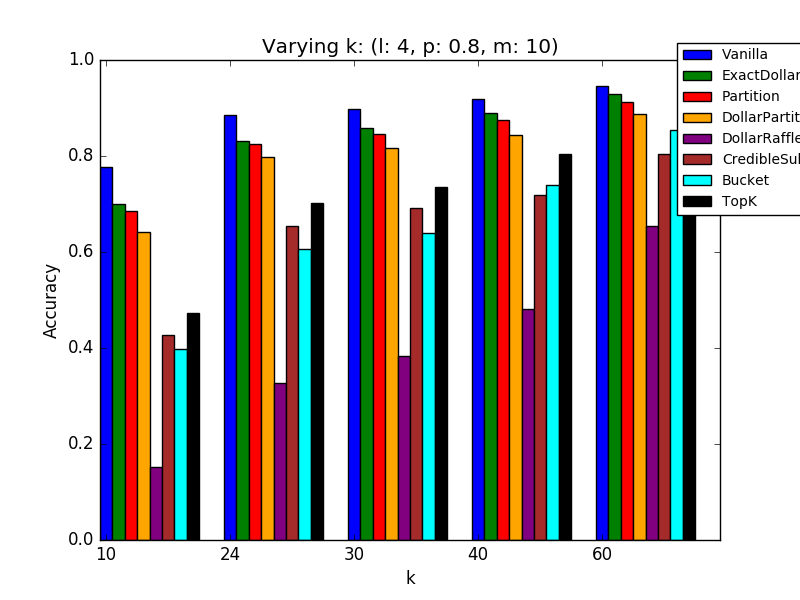 Varying k: (l: 4, p: 0.8, m: 10)
Vanilla
ExactDollar
Partition
DollarPartit
DollarRaffle
CredibleSul
Bucket
TopK
1.0
0.8
0.6
0.4
0.2
0.0
Accuracy
10 24 30 40 60
k